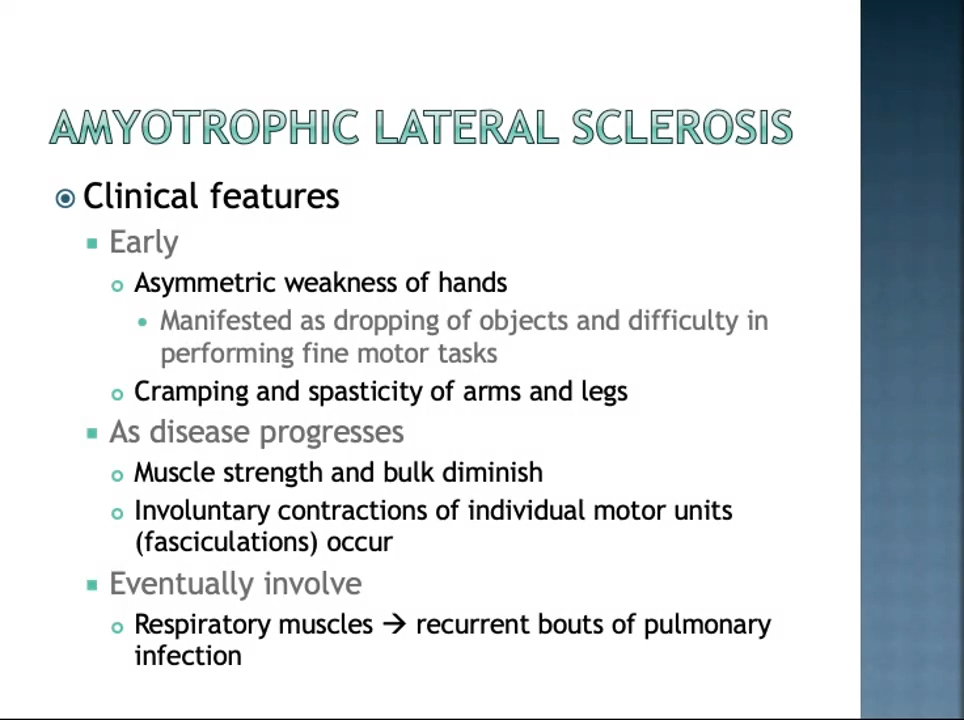 AMYOTROPHIC LATERAL SCLEROSIS
Clinical features
Early
Asymmetric weakness of hands
Manifested as dropping of objects and difficulty in
performing fine motor tasks
Cramping and spasticity of arms and legs
As disease progresses
Muscle strength and bulk diminish
Involuntary contractions of individual motor units
(fasciculations) occur
Eventually involve
Respiratory muscles → recurrent bouts of pulmonary
infection